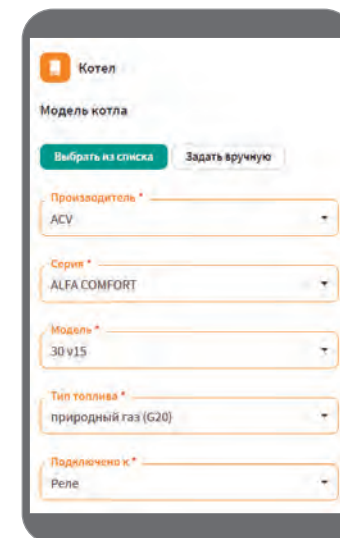 Котел
Модель котла
Выбрать из списка Задать вручную
Производитель *
ACV
Серия *
ALFA COMFORT
Модель *
30 v15
Тип топлива *
природный газ (G20)
Подключено к *
Реле